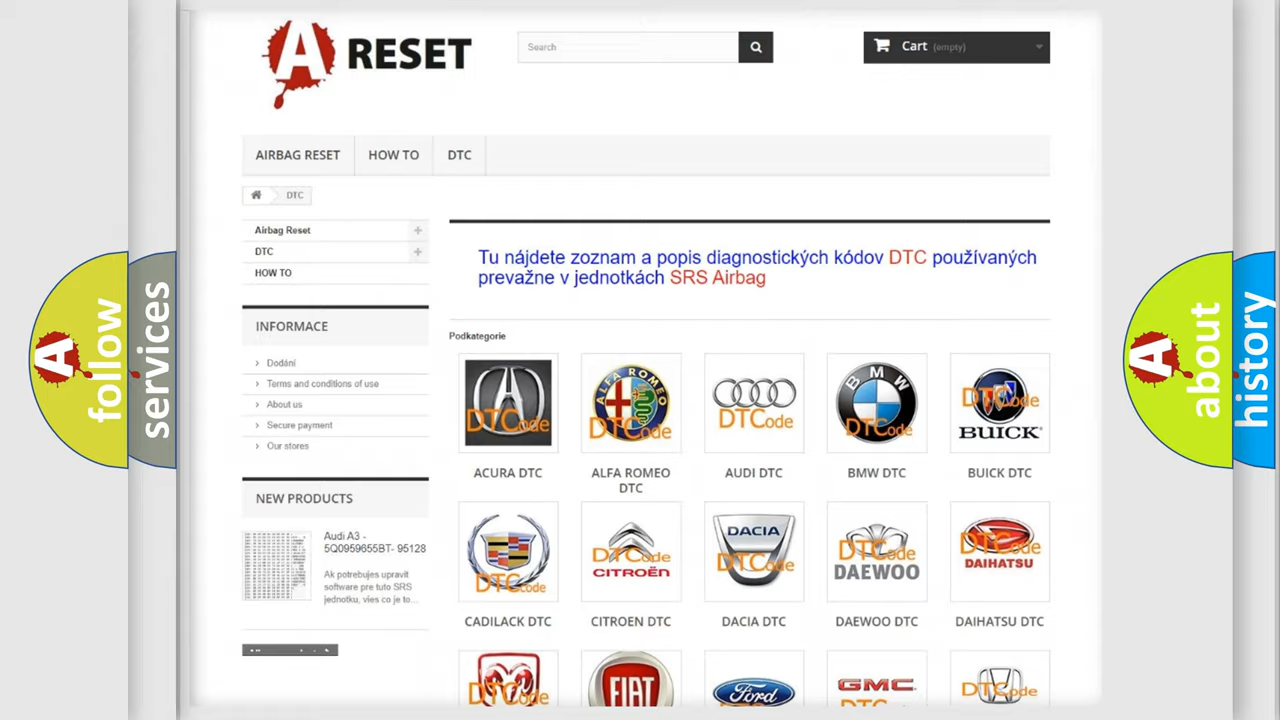 A RESET
Search
Cart (empty)
AIRBAG RESET
HOW TO
DTC
DTC
Airbag Reset
DTC
HOW TO
Tu nájdete zoznam a popis diagnostických kódov DTC používaných
prevažne v jednotkách SRS Airbag
INFORMACE
Dodání
Terms and conditions of use
About us
Secure payment
Our stores
NEW PRODUCTS
Audi A3 -
5Q0959655BT- 95128
Ak potrebujes upravit
software pre tuto SRS
jednotku, vies co je to...
Podkategorie
DTCode
ALFA ROMEO
DTCode
DTCode
BMW
DTCode
DTCode
BUICK
ACURA DTC
ALFA ROMEO
DTC
AUDI DTC
BMW DTC
BUICK DTC
DTCode
DTCode
CITROËN
DACIA
DTCode
DTCode
DAEWOO
DTCode
DAIHATSU
CADILACK DTC
CITROEN DTC
DACIA DTC
DAEWOO DTC
DAIHATSU DTC
DTCode
FIAT
Ford
GMC
DTCode
A follow
services
A about
history